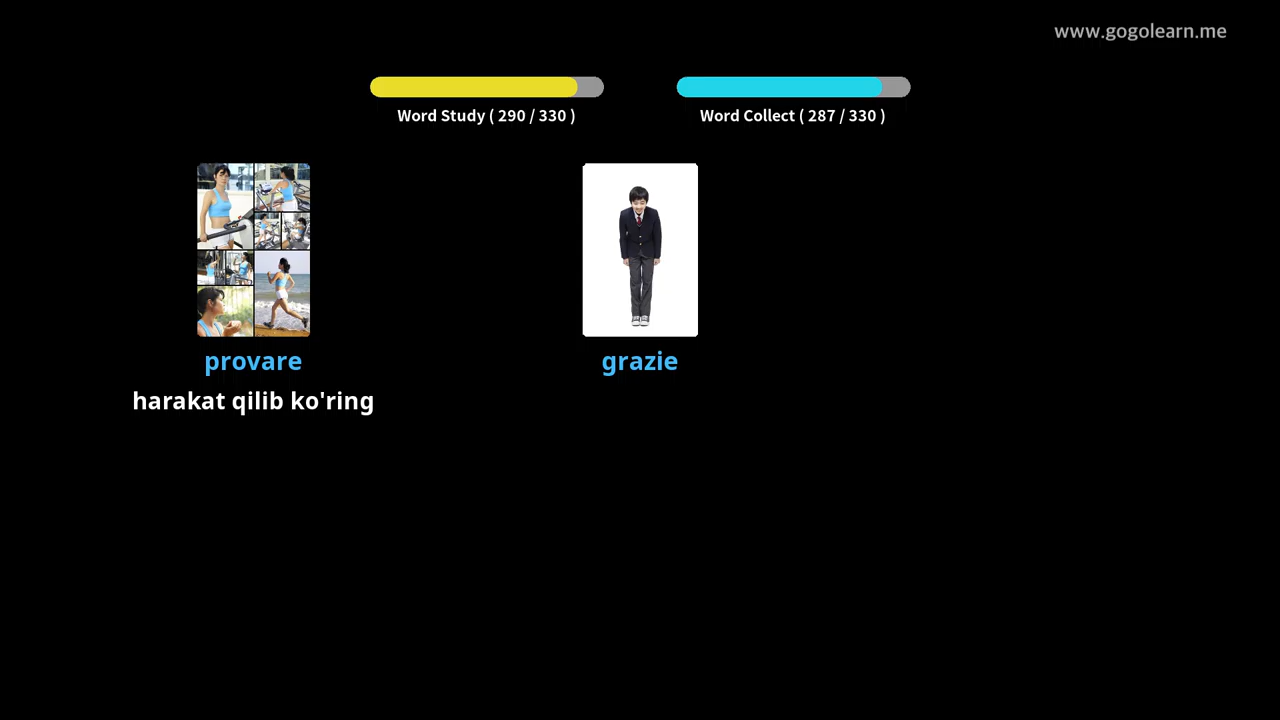 www.gogolearn.me
Word Study ( 290 / 330 )
Word Collect ( 287 / 330 )
provare
grazie
harakat qilib ko'ring